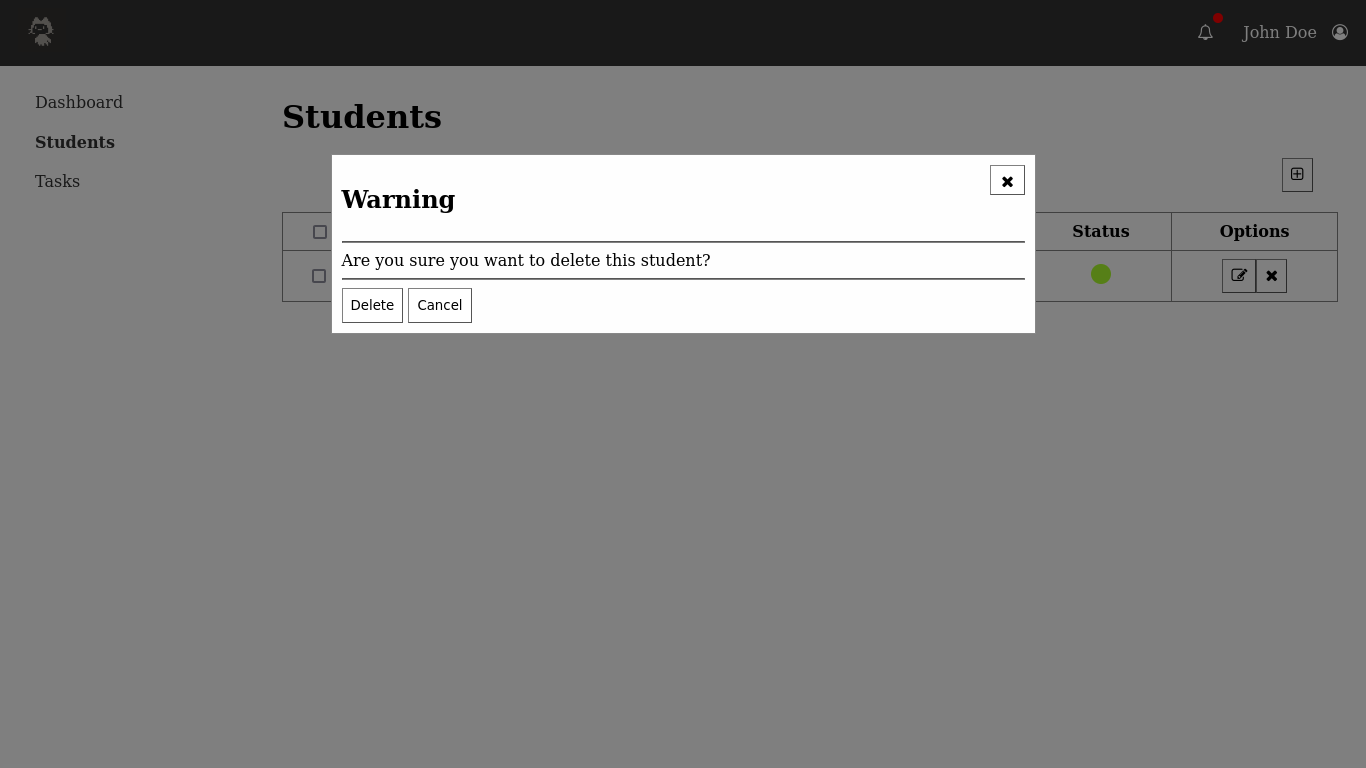 John Doe
Dashboard
Students
Tasks
Students
Status
Options
Warning
Are you sure you want to delete this student?
Delete
Cancel